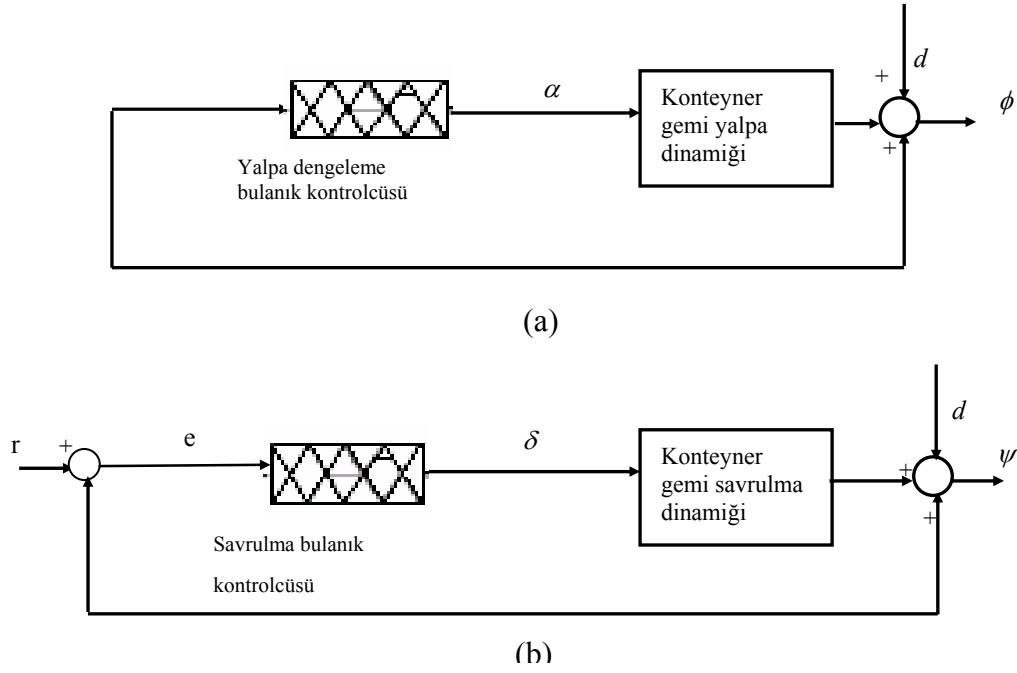 d
+
α
Konteyner
gemi yalpa
dinamiği
ϕ
+
Yalpa dengeleme
bulanık kontrolcüsü
(a)
d
r
+
e
δ
Konteyner
gemi savrulma
dinamiği
+
ψ
+
Savrulma bulanık
kontrolcüsü
(b)